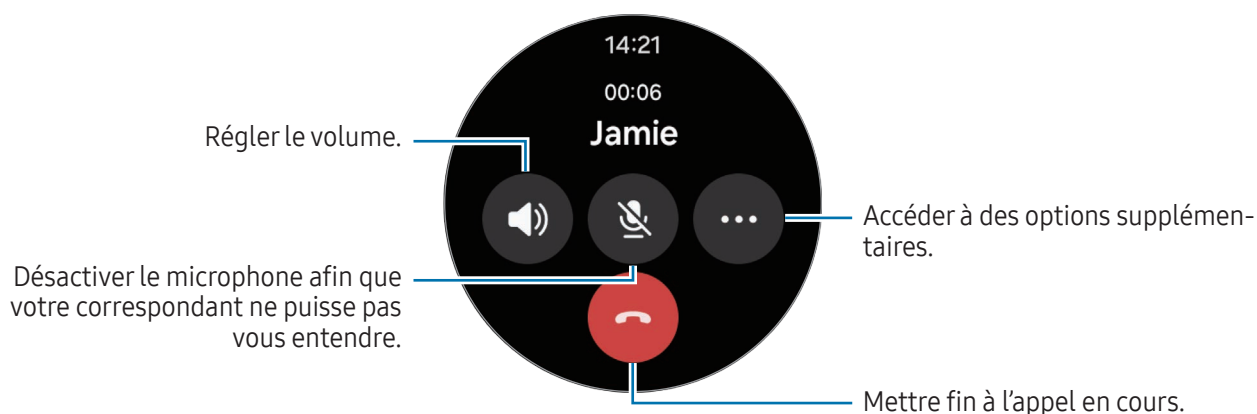 14:21
00:06
Jamie
Régler le volume.
Accéder à des options supplémen-
taires.
Désactiver le microphone afin que
votre correspondant ne puisse pas
vous entendre.
Mettre fin à l’appel en cours.